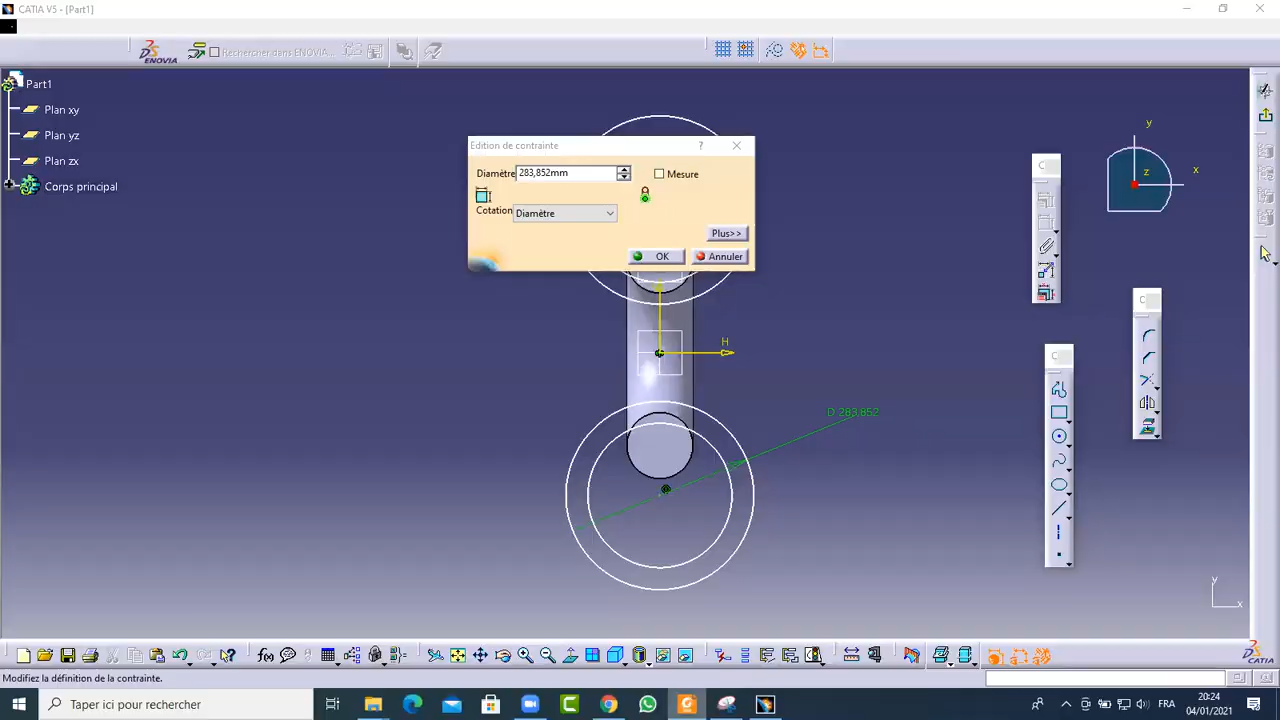 CATIA V5 - [Part1]
ENOVIA
Rechercher dans ENOVIA...
Part1
Plan xy
Plan yz
Plan zx
Corps principal
Edition de contrainte
?
Diamètre
283,852mm
Mesure
Cotation
Diamètre
Plus>>
OK
Annuler
y
x
z
C
C
C
H
D 283,852
y
x
f(x)
CATIA
Modifiez la définition de la contrainte.
Taper ici pour rechercher
FRA
20:24
04/01/2021